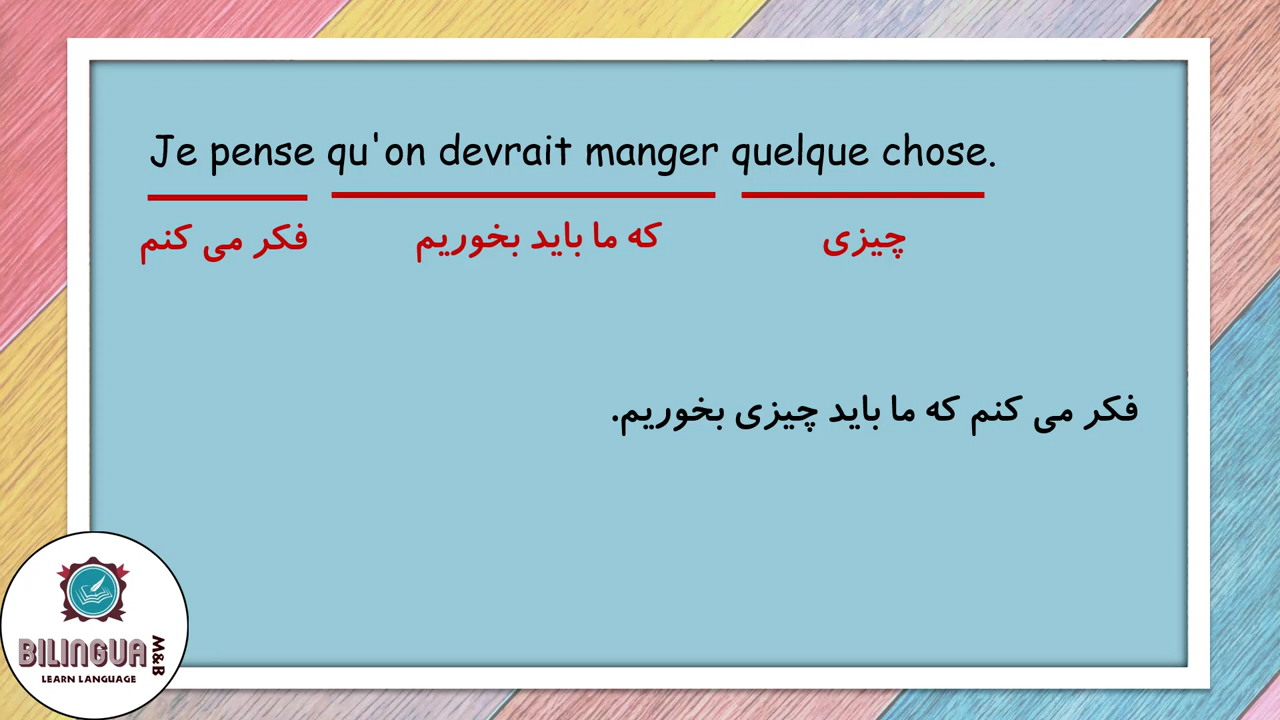 Je pense qu'on devrait manger quelque chose.
فکر می کنم
که ما باید بخوریم
چیزی
فکر می کنم که ما باید چیزی بخوریم.
BILINGUA
M&B
LEARN LANGUAGE